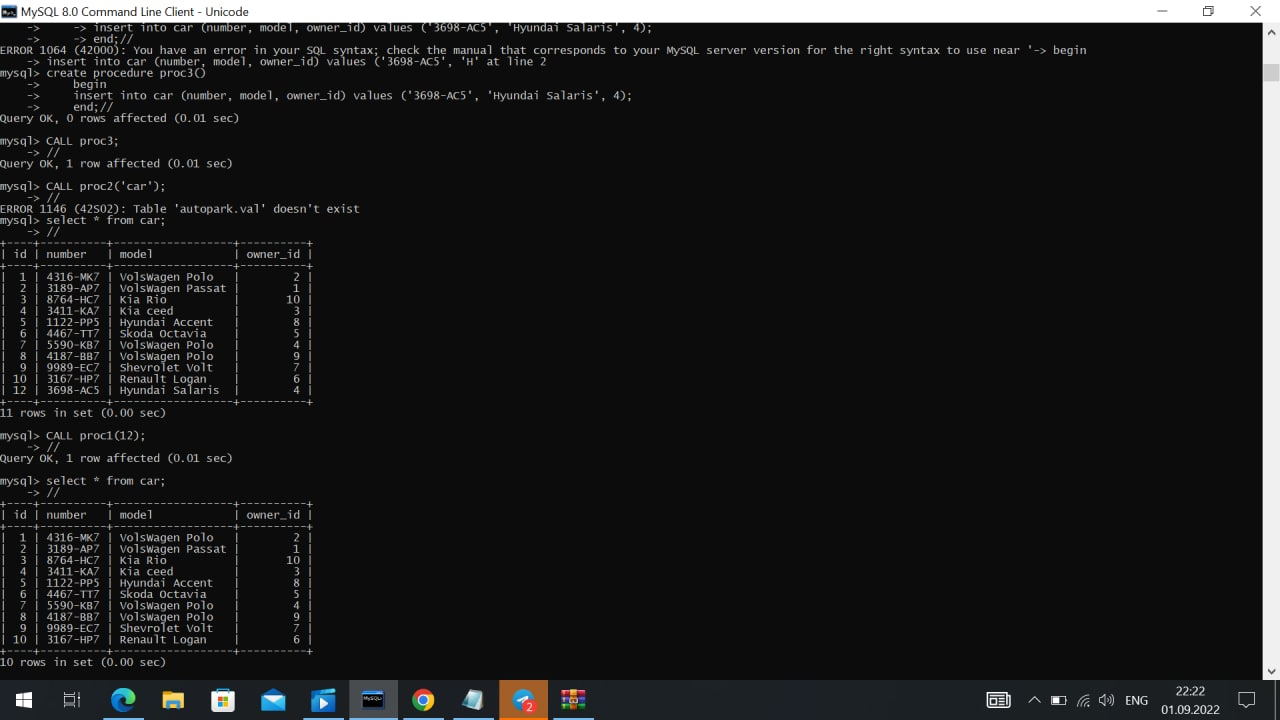 MySQL 8.0 Command Line Client - Unicode
    ->     -> insert into car (number, model, owner_id) values ('3698-AC5', 'Hyundai Salaris', 4);
    ->     -> end;//
ERROR 1064 (42000): You have an error in your SQL syntax; check the manual that corresponds to your MySQL server version for the right syntax to use near '-> begin
    -> insert into car (number, model, owner_id) values ('3698-AC5', 'H' at line 2
mysql> create procedure proc3()
    ->     begin
    ->     insert into car (number, model, owner_id) values ('3698-AC5', 'Hyundai Salaris', 4);
    ->     end;//
Query OK, 0 rows affected (0.01 sec)
mysql> CALL proc3;
    -> //
Query OK, 1 row affected (0.01 sec)
mysql> CALL proc2('car');
    -> //
ERROR 1146 (42S02): Table 'autopark.val' doesn't exist
mysql> select * from car;
    -> //
+----+----------+------------------+----------+
| id | number   | model            | owner_id |
+----+----------+------------------+----------+
|  1 | 4316-MK7 | VolsWagen Polo   |        2 |
|  2 | 3189-AP7 | VolsWagen Passat |        1 |
|  3 | 8764-HC7 | Kia Rio          |       10 |
|  4 | 3411-KA7 | Kia ceed         |        3 |
|  5 | 1122-PP5 | Hyundai Accent   |        8 |
|  6 | 4467-TT7 | Skoda Octavia    |        5 |
|  7 | 5590-KB7 | VolsWagen Polo   |        4 |
|  8 | 4187-BB7 | VolsWagen Polo   |        9 |
|  9 | 9989-EC7 | Shevrolet Volt   |        7 |
| 10 | 3167-HP7 | Renault Logan    |        6 |
| 12 | 3698-AC5 | Hyundai Salaris  |        4 |
+----+----------+------------------+----------+
11 rows in set (0.00 sec)
mysql> CALL proc1(12);
    -> //
Query OK, 1 row affected (0.01 sec)
mysql> select * from car;
    -> //
+----+----------+------------------+----------+
| id | number   | model            | owner_id |
+----+----------+------------------+----------+
|  1 | 4316-MK7 | VolsWagen Polo   |        2 |
|  2 | 3189-AP7 | VolsWagen Passat |        1 |
|  3 | 8764-HC7 | Kia Rio          |       10 |
|  4 | 3411-KA7 | Kia ceed         |        3 |
|  5 | 1122-PP5 | Hyundai Accent   |        8 |
|  6 | 4467-TT7 | Skoda Octavia    |        5 |
|  7 | 5590-KB7 | VolsWagen Polo   |        4 |
|  8 | 4187-BB7 | VolsWagen Polo   |        9 |
|  9 | 9989-EC7 | Shevrolet Volt   |        7 |
| 10 | 3167-HP7 | Renault Logan    |        6 |
+----+----------+------------------+----------+
10 rows in set (0.00 sec)
MySQL
2
ENG
22:22
01.09.2022